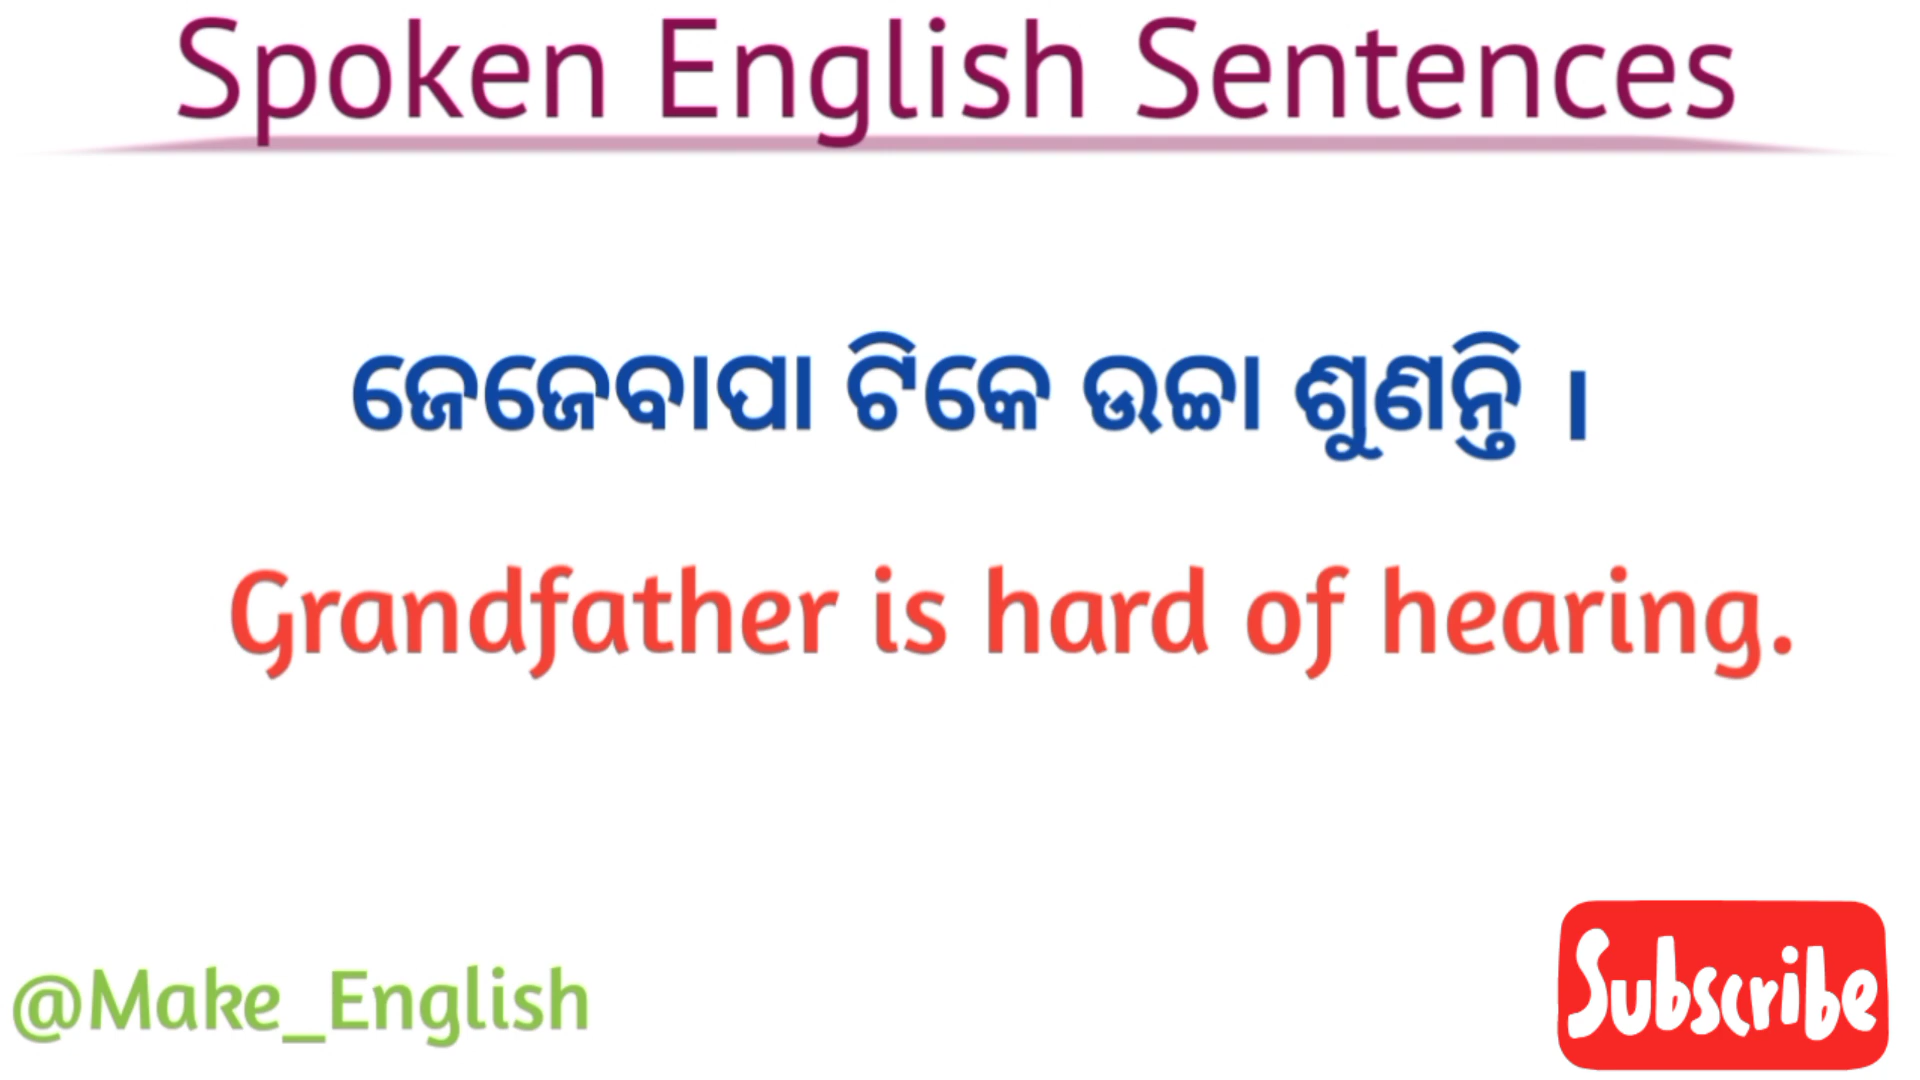 Spoken English Sentences
ଜେଜେବାପା ଟିକେ ଉଚ୍ଚା ଶୁଣନ୍ତି ।
Grandfather is hard of hearing.
@Make_English
Subscribe